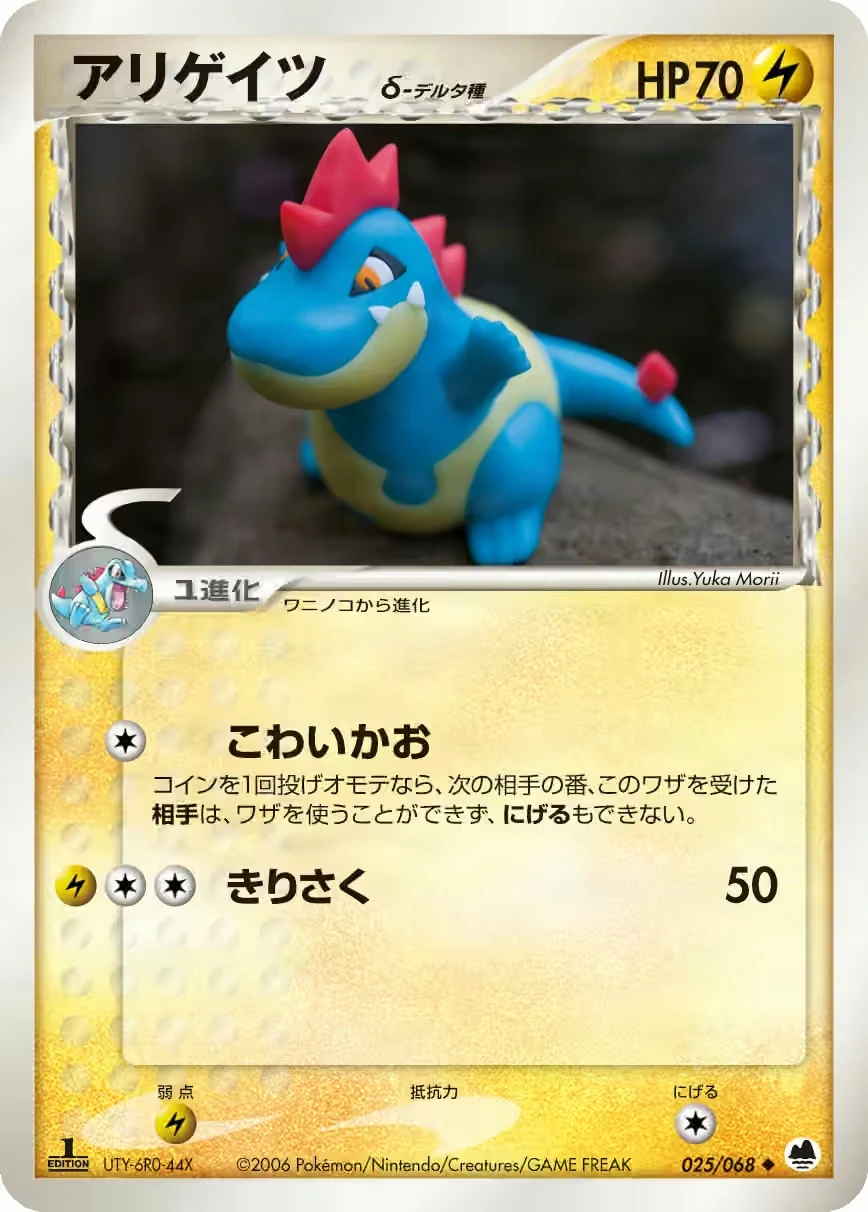 アリゲイツ δ-デルタ種 HP70
Illus.Yuka Morii
1進化 ワニノコから進化
こわいかお
コインを1回投げオモテなら、次の相手の番、このワザを受けた
相手は、ワザを使うことができず、にげるもできない。
きりさく 50
弱点 抵抗力 にげる
1 EDITION UTY-6R0-44X ©2006 Pokémon/Nintendo/Creatures/GAME FREAK 025/068